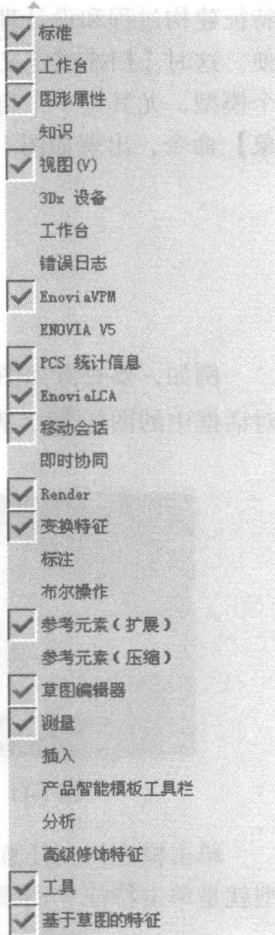 标准
工作台
图形属性
知识
视图(V)
3Dx 设备
工作台
错误日志
EnoviaVPM
ENOVIA V5
PCS 统计信息
EnoviaLCA
移动会话
即时协同
Render
变换特征
标注
布尔操作
参考元素(扩展)
参考元素(压缩)
草图编辑器
测量
插入
产品智能模板工具栏
分析
高级修饰特征
工具
基于草图的特征